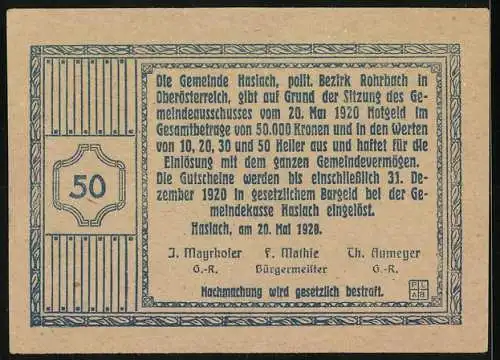 Die Gemeinde Haslach, polit. Bezirk Rohrbach in
Oberösterreich, gibt auf Grund der Sitzung des Ge-
meindeausschusses vom 20. Mai 1920 Notgeld im
Gesamtbetrage von 50.000 Kronen und in den Werten
von 10, 20, 30 und 50 Heller aus und haftet für die
Einlösung mit dem ganzen Gemeindevermögen.
Die Gutscheine werden bis einschließlich 31. De-
zember 1920 in gesetzlichem Bargeld bei der Ge-
meindekasse Haslach eingelöst.
Haslach, am 20. Mai 1920.
50
J. Mayrhofer F. Mathie Th. Aumeyer
G.-R. Bürgermeister G.-R.
Nachmachung wird gesetzlich bestraft.